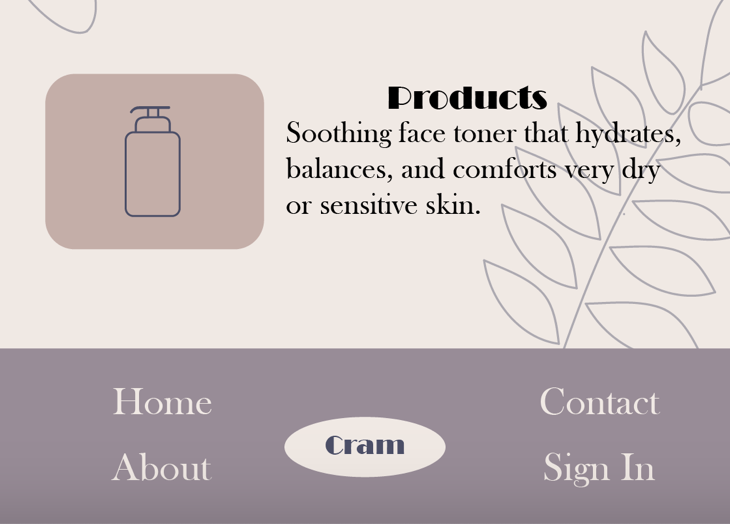 Products
Soothing face toner that hydrates,
balances, and comforts very dry
or sensitive skin.
Home
About
Cram
Contact
Sign In